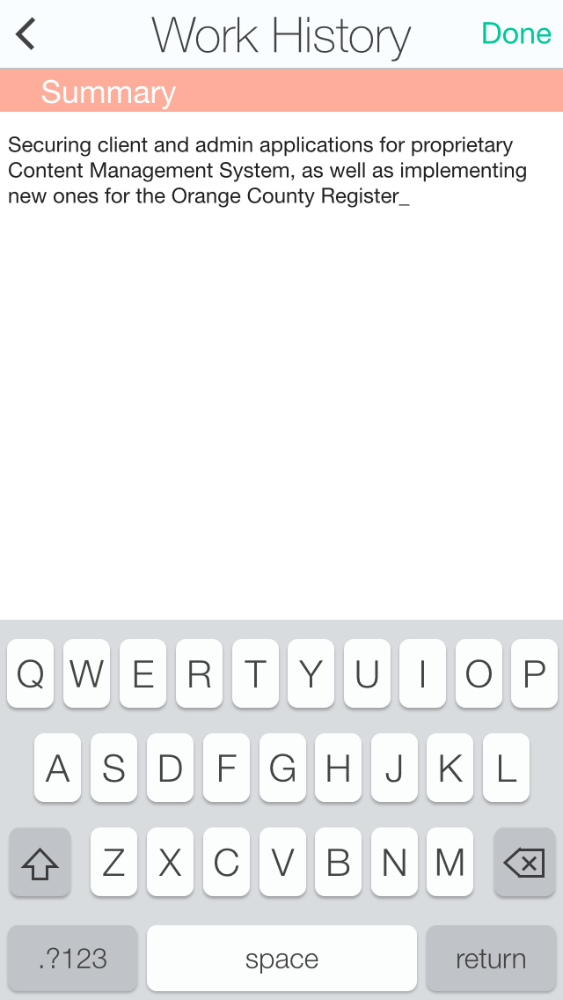 Work History
Done
Summary
Securing client and admin applications for proprietary
Content Management System, as well as implementing
new ones for the Orange County Register_
Q W E R T Y U I O P
A S D F G H J K L
Z X C V B N M
.?123 space return